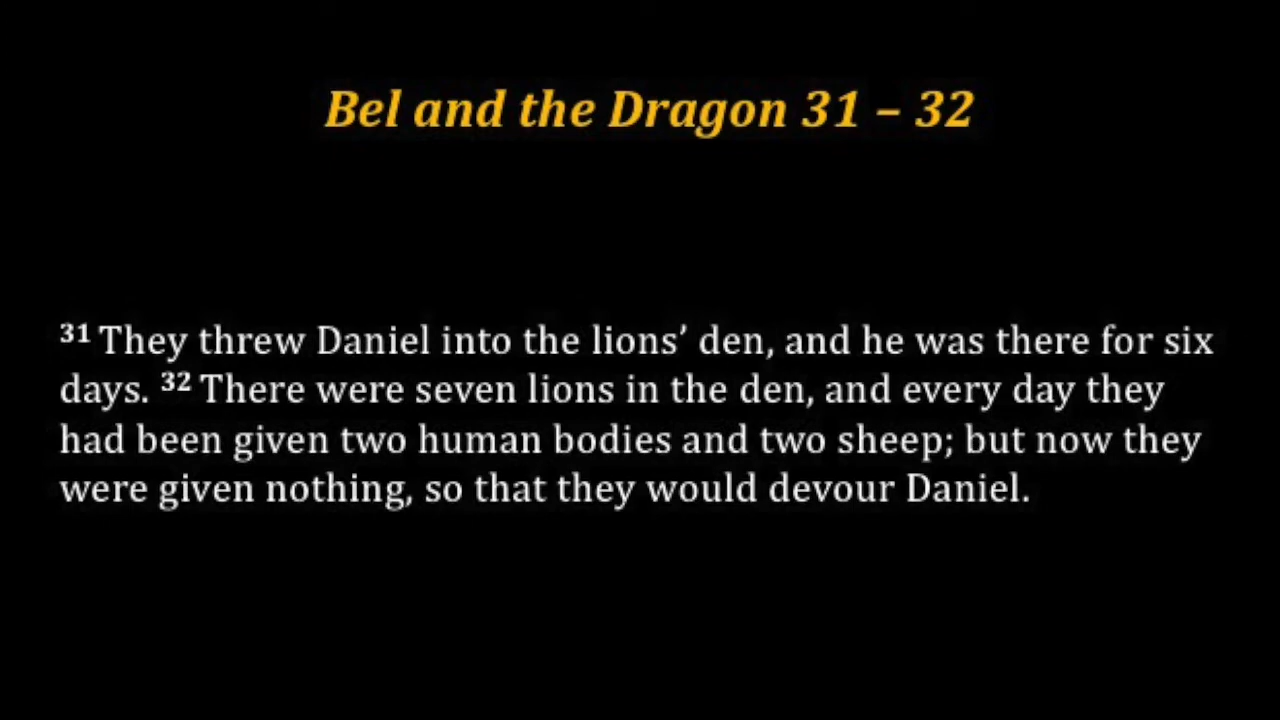 Bel and the Dragon 31 – 32
31 They threw Daniel into the lions’ den, and he was there for six
days. 32 There were seven lions in the den, and every day they
had been given two human bodies and two sheep; but now they
were given nothing, so that they would devour Daniel.